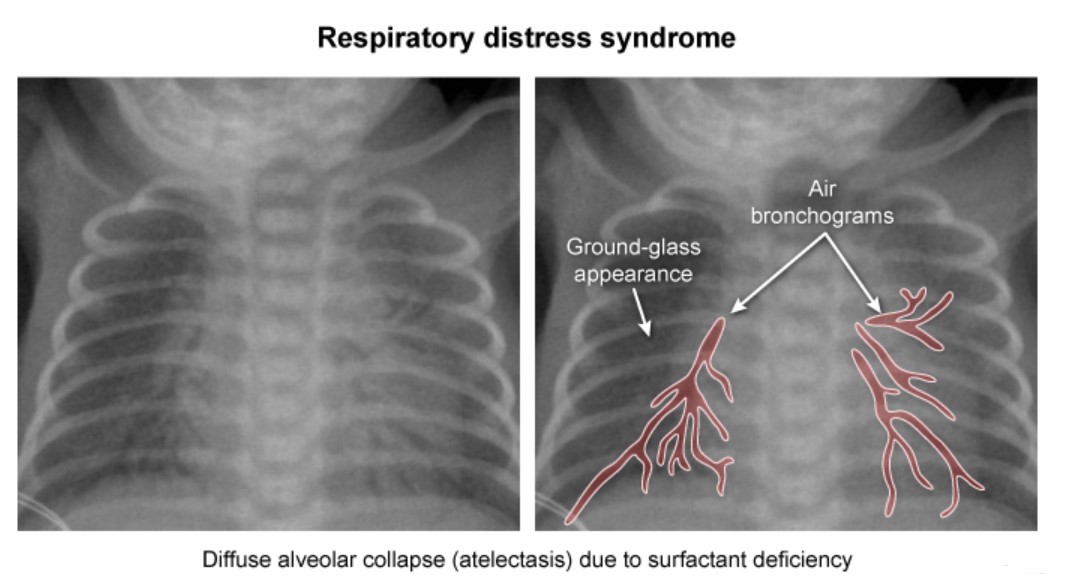 Respiratory distress syndrome
Air
bronchograms
Ground-glass
appearance
Diffuse alveolar collapse (atelectasis) due to surfactant deficiency